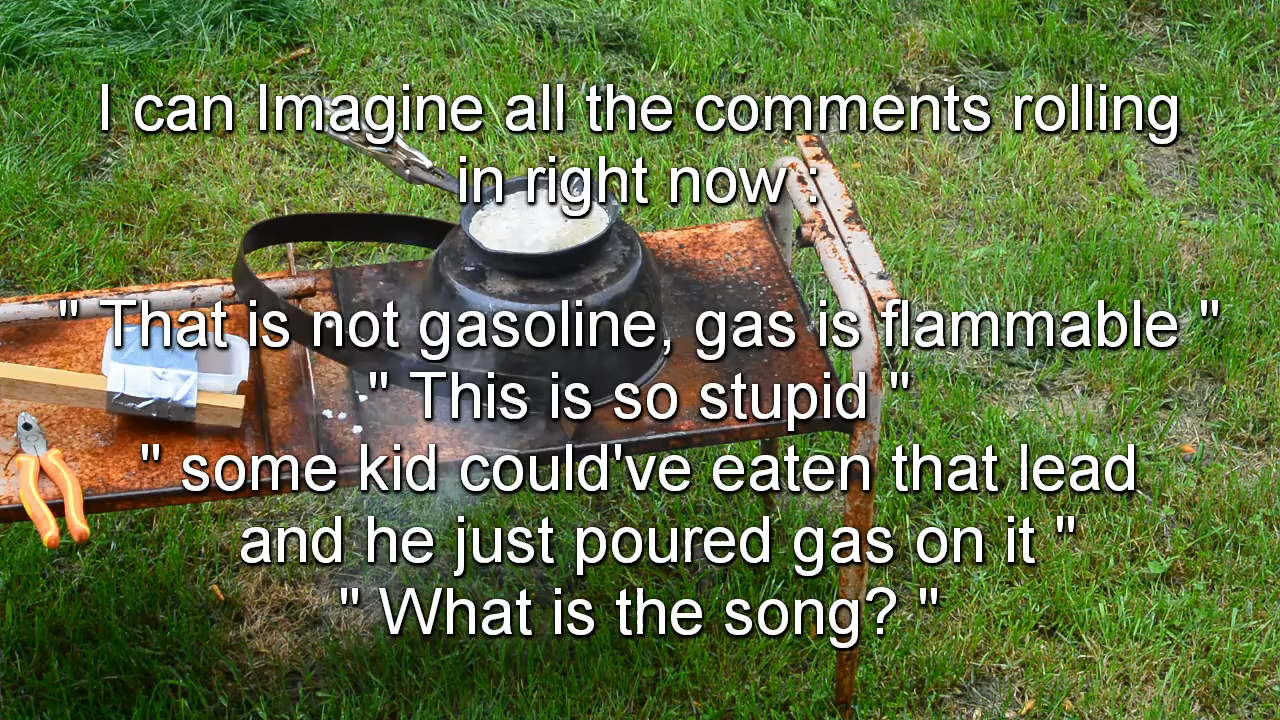 I can Imagine all the comments rolling
in right now :
" That is not gasoline, gas is flammable "
" This is so stupid "
" some kid could've eaten that lead
and he just poured gas on it "
" What is the song? "